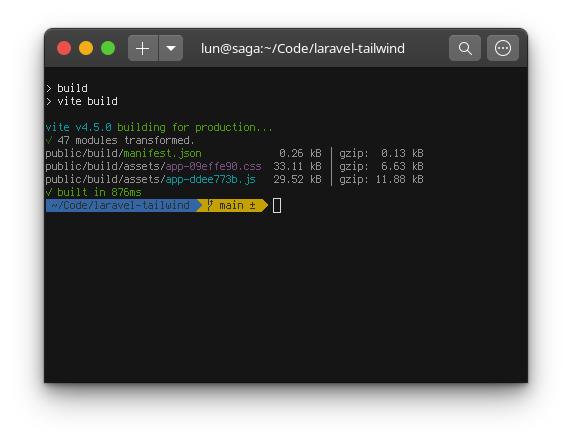 lun@saga:~/Code/laravel-tailwind
> build
> vite build
vite v4.5.0 building for production...
✓ 47 modules transformed.
public/build/manifest.json 0.26 kB │ gzip: 0.13 kB
public/build/assets/app-09effe90.css 33.11 kB │ gzip: 6.63 kB
public/build/assets/app-ddee773b.js 29.52 kB │ gzip: 11.88 kB
✓ built in 876ms
~/Code/laravel-tailwind main ±